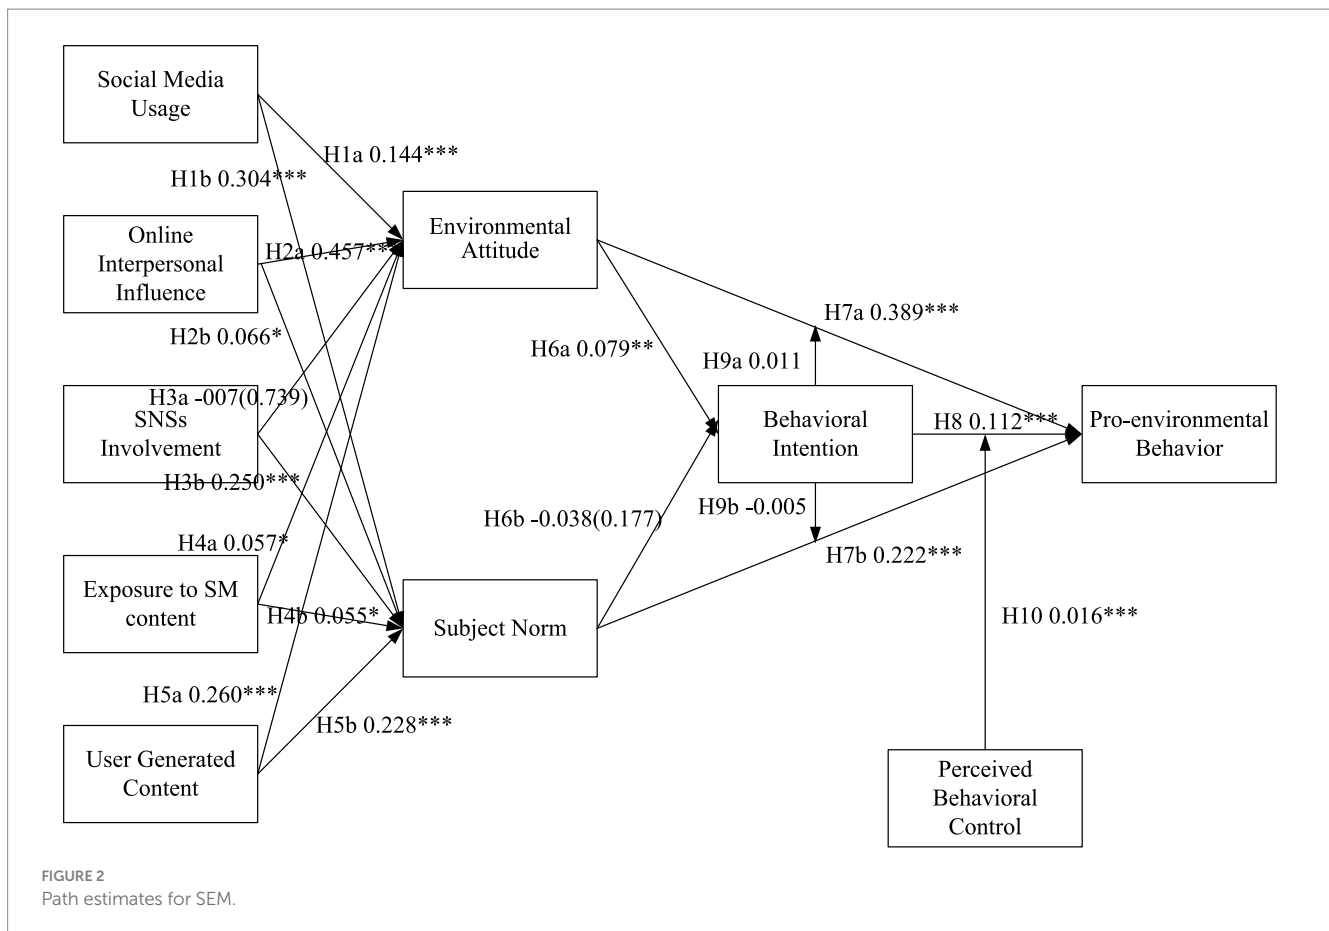 Social Media
Usage
H1a 0.144***
H1b 0.304***
Online
Interpersonal
Influence
H2a 0.457**
Environmental
Attitude
H2b 0.066*
H7a 0.389***
H6a 0.079**
H9a 0.011
H3a -007(0.739)
SNSs
Involvement
Behavioral
Intention
H8 0.112***
Pro-environmental
Behavior
H3b 0.250***
H9b -0.005
H6b -0.038(0.177)
H4a 0.057*
H7b 0.222***
Exposure to SM
content
H4b 0.055*
Subject Norm
H10 0.016***
H5a 0.260***
H5b 0.228***
User Generated
Content
Perceived
Behavioral
Control
FIGURE 2
Path estimates for SEM.